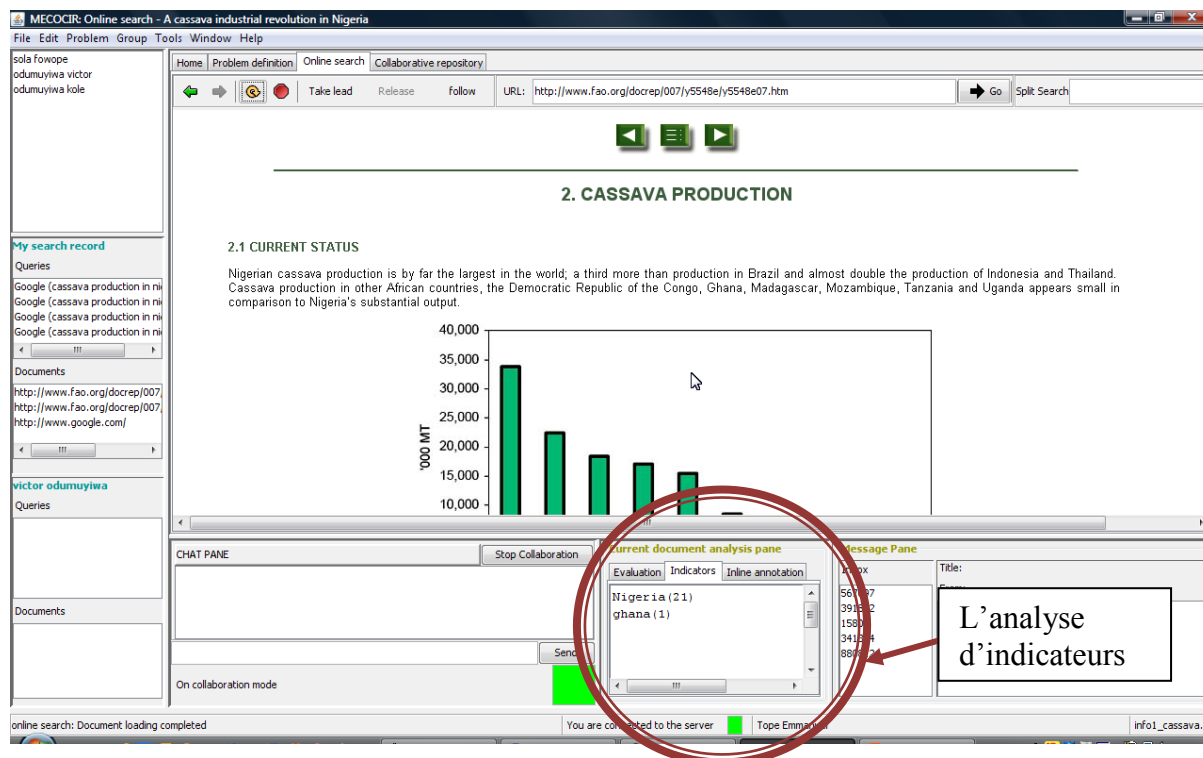 MECOCIR: Online search - A cassava industrial revolution in Nigeria
File Edit Problem Group Tools Window Help
sola fowope
odumuyiwa victor
odumuyiwa kole
Home Problem definition Online search Collaborative repository
Take lead Release follow URL: http://www.fao.org/docrep/007/y5548e/y5548e07.htm Go Split Search
2. CASSAVA PRODUCTION
2.1 CURRENT STATUS
Nigerian cassava production is by far the largest in the world; a third more than production in Brazil and almost double the production of Indonesia and Thailand.
Cassava production in other African countries, the Democratic Republic of the Congo, Ghana, Madagascar, Mozambique, Tanzania and Uganda appears small in
comparison to Nigeria's substantial output.
40,000
35,000
30,000
25,000
20,000
15,000
10,000
'000 MT
My search record
Queries
Google (cassava production in ni
Google (cassava production in ni
Google (cassava production in ni
Google (cassava production in ni
Documents
http://www.fao.org/docrep/007,
http://www.fao.org/docrep/007,
http://www.google.com/
victor odumuyiwa
Queries
Documents
CHAT PANE Stop Collaboration
Send
On collaboration mode
Current document analysis pane
Evaluation Indicators Inline annotation
Nigeria(21)
ghana(1)
Message Pane
Title:
L'analyse
d'indicateurs
online search: Document loading completed
You are connected to the server
Tope
info1_cassava.